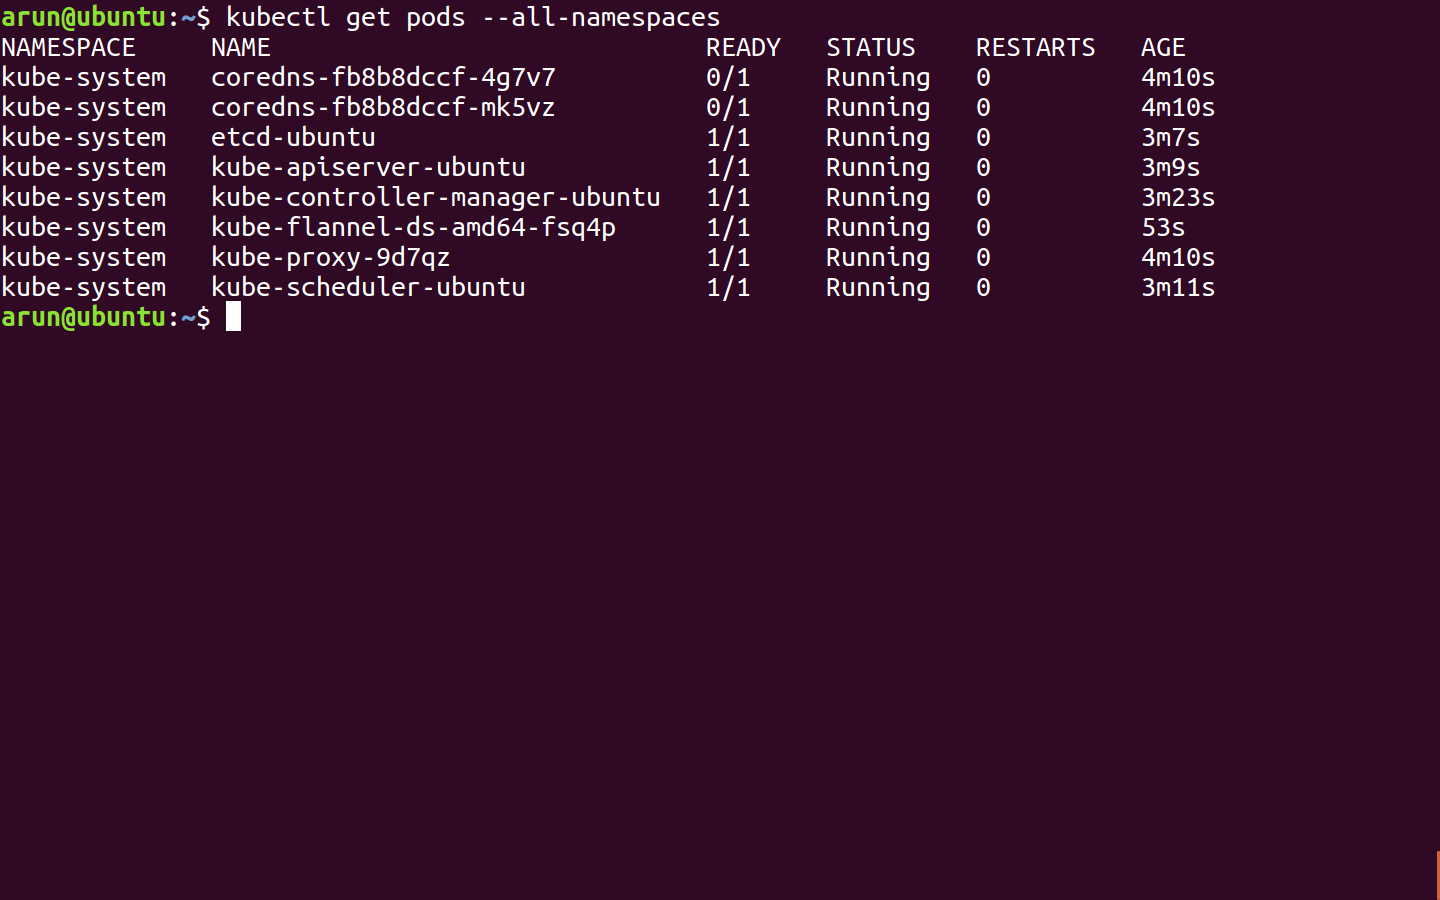 arun@ubuntu:~$ kubectl get pods --all-namespaces
NAMESPACE     NAME                             READY   STATUS    RESTARTS   AGE
kube-system   coredns-fb8b8dccf-4g7v7          0/1     Running   0          4m10s
kube-system   coredns-fb8b8dccf-mk5vz          0/1     Running   0          4m10s
kube-system   etcd-ubuntu                      1/1     Running   0          3m7s
kube-system   kube-apiserver-ubuntu            1/1     Running   0          3m9s
kube-system   kube-controller-manager-ubuntu   1/1     Running   0          3m23s
kube-system   kube-flannel-ds-amd64-fsq4p      1/1     Running   0          53s
kube-system   kube-proxy-9d7qz                 1/1     Running   0          4m10s
kube-system   kube-scheduler-ubuntu            1/1     Running   0          3m11s
arun@ubuntu:~$